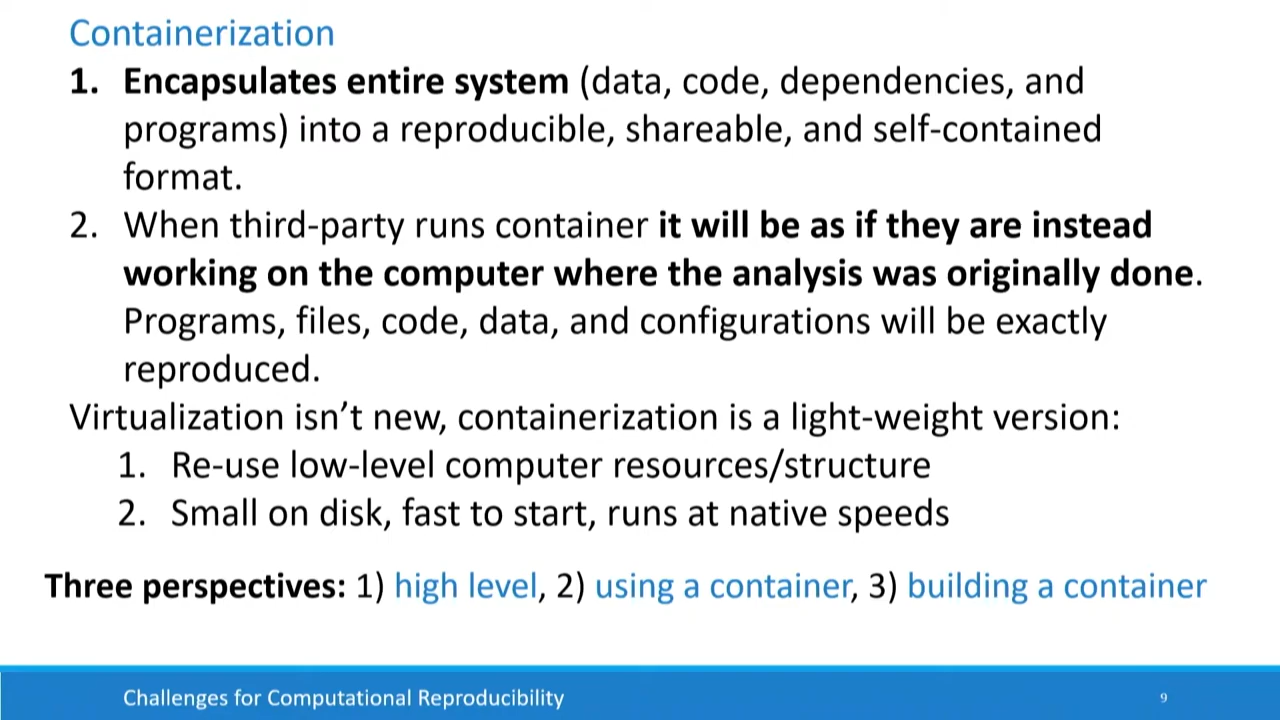 Containerization
1. Encapsulates entire system (data, code, dependencies, and
programs) into a reproducible, shareable, and self-contained
format.
2. When third-party runs container it will be as if they are instead
working on the computer where the analysis was originally done.
Programs, files, code, data, and configurations will be exactly
reproduced.
Virtualization isn’t new, containerization is a light-weight version:
1. Re-use low-level computer resources/structure
2. Small on disk, fast to start, runs at native speeds
Three perspectives: 1) high level, 2) using a container, 3) building a container
Challenges for Computational Reproducibility 9